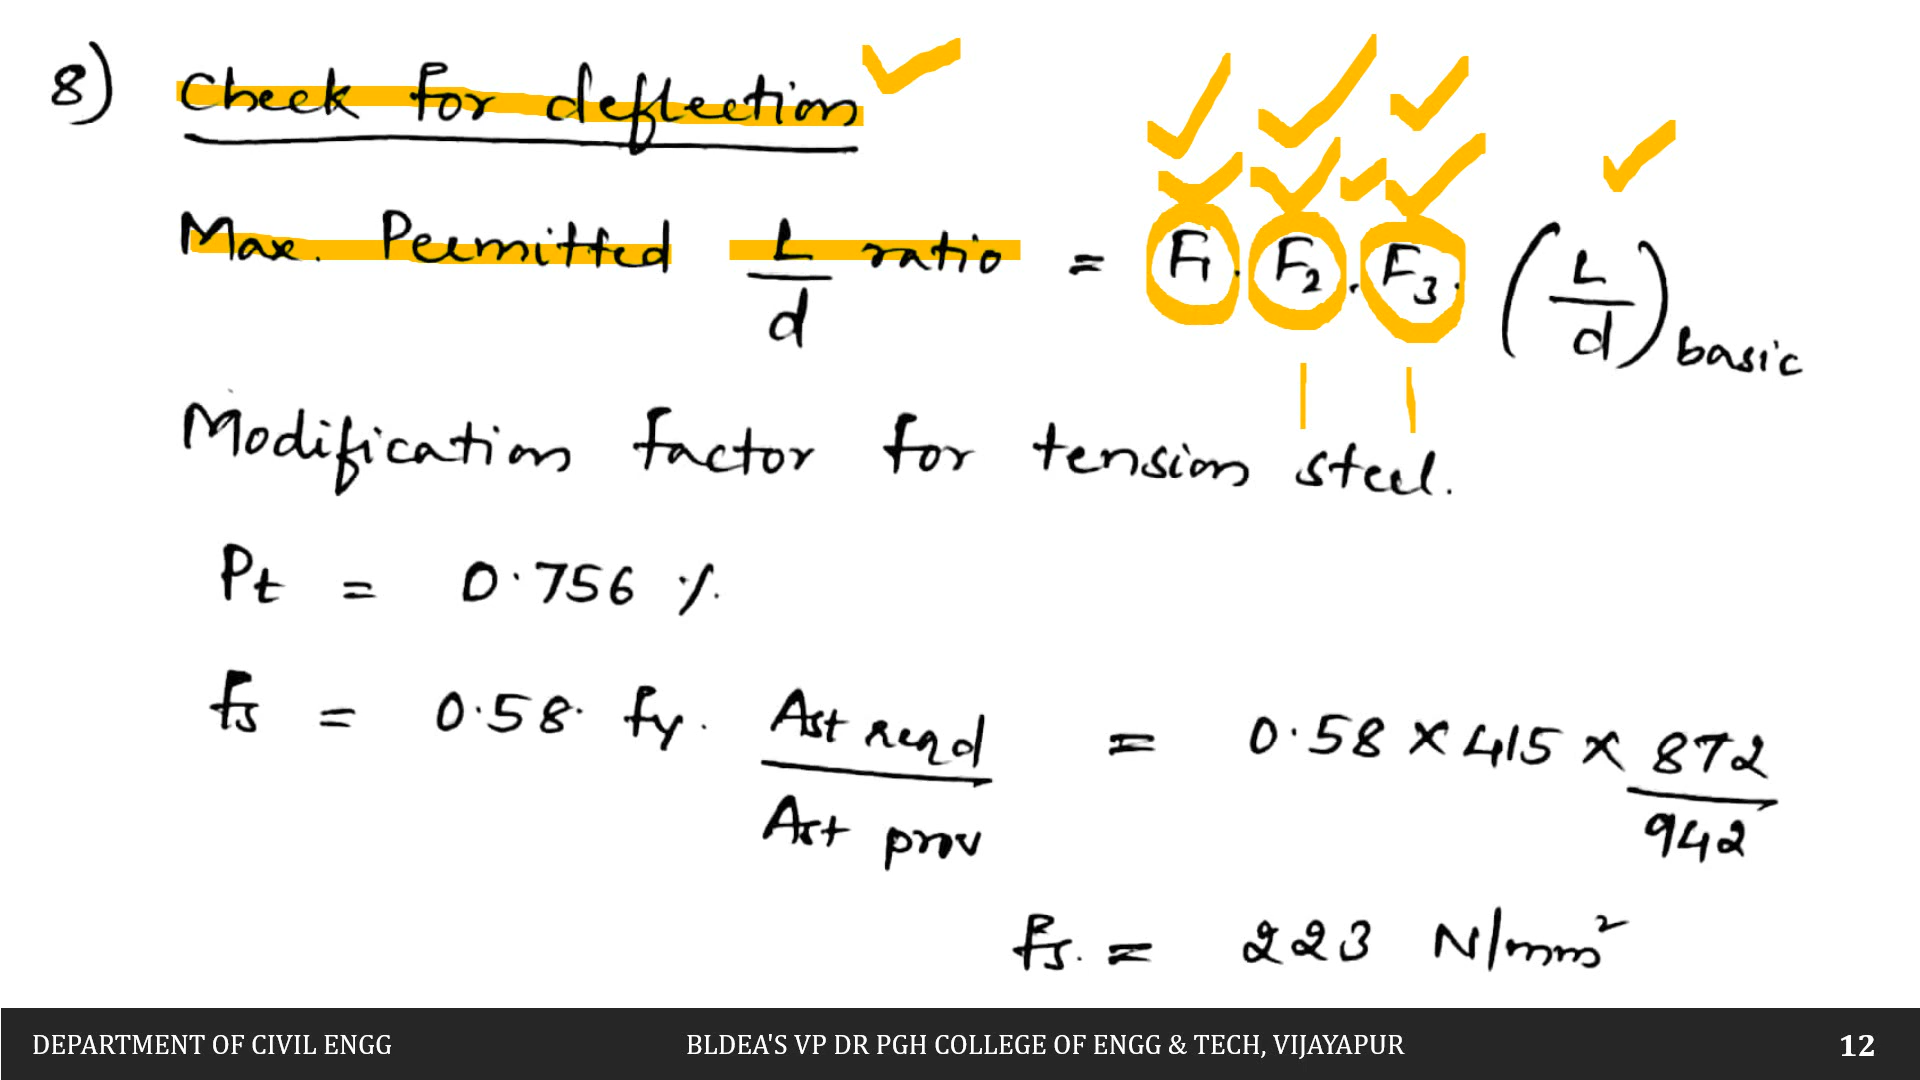 8) Check for deflection
Max. Permitted L/d ratio = F1. F2. F3. (L/d)basic
Modification factor for tension steel.
Pt = 0.756 %
fs = 0.58. fy. Ast reqd / Ast prov = 0.58 × 415 × 872/942
fs. = 223 N/mm²
DEPARTMENT OF CIVIL ENGG BLDEA'S VP DR PGH COLLEGE OF ENGG & TECH, VIJAYAPUR 12